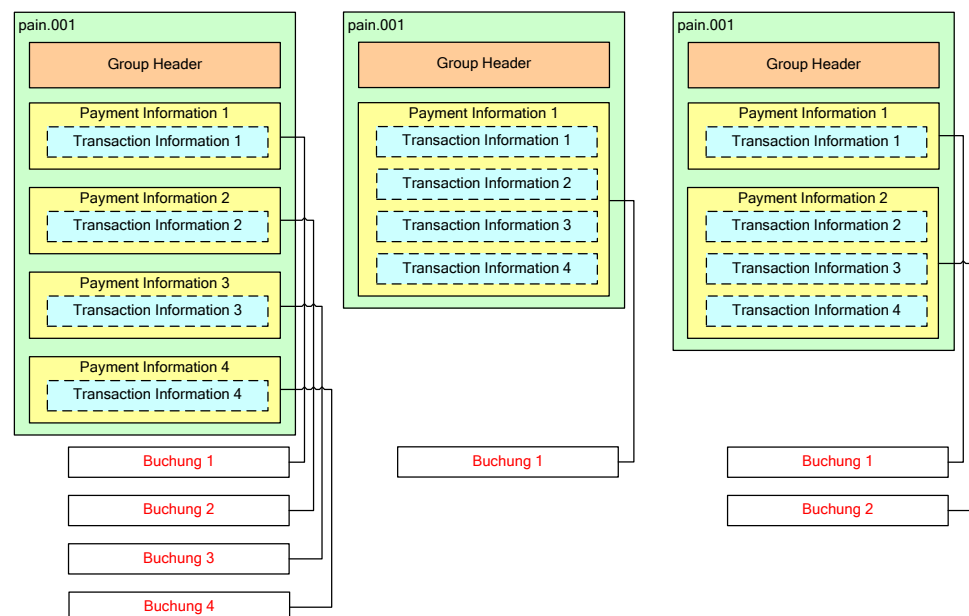 pain.001
Group Header
Payment Information 1
Transaction Information 1
Payment Information 2
Transaction Information 2
Payment Information 3
Transaction Information 3
Payment Information 4
Transaction Information 4
Buchung 1
Buchung 2
Buchung 3
Buchung 4
pain.001
Group Header
Payment Information 1
Transaction Information 1
Transaction Information 2
Transaction Information 3
Transaction Information 4
Buchung 1
pain.001
Group Header
Payment Information 1
Transaction Information 1
Payment Information 2
Transaction Information 2
Transaction Information 3
Transaction Information 4
Buchung 1
Buchung 2